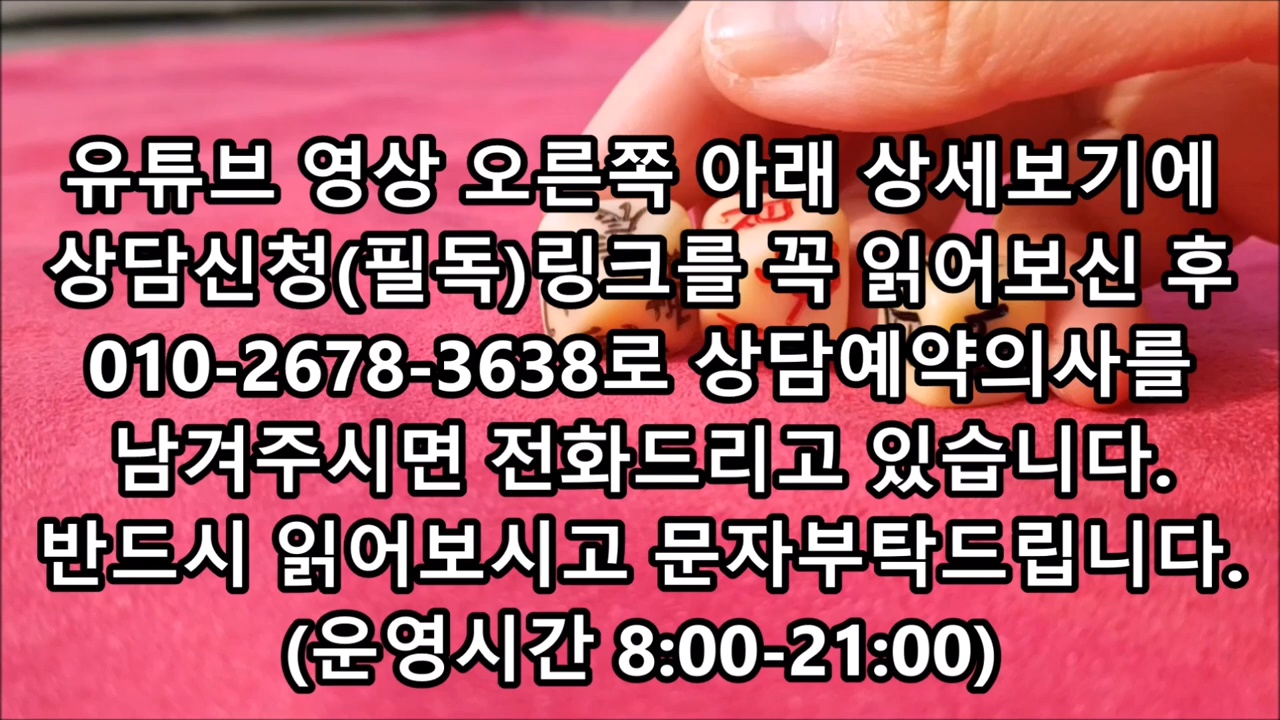 유튜브 영상 오른쪽 아래 상세보기에
상담신청(필독)링크를 꼭 읽어보신 후
010-2678-3638로 상담예약의사를
남겨주시면 전화드리고 있습니다.
반드시 읽어보시고 문자부탁드립니다.
(운영시간 8:00-21:00)